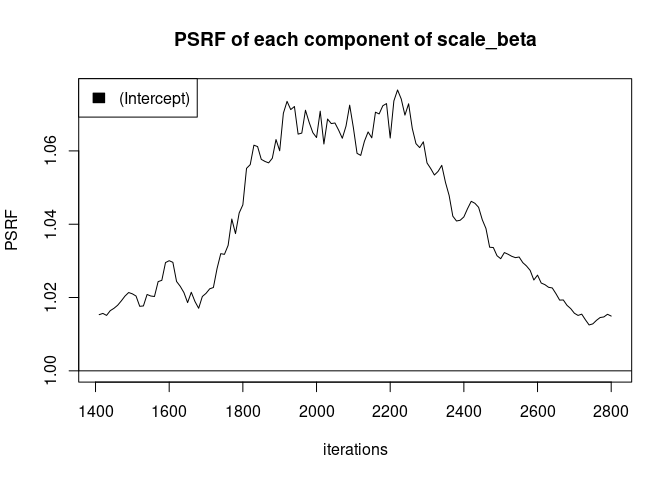 PSRF of each component of scale_beta
(Intercept)
PSRF
1.06
1.04
1.02
1.00
1400 1600 1800 2000 2200 2400 2600 2800
iterations